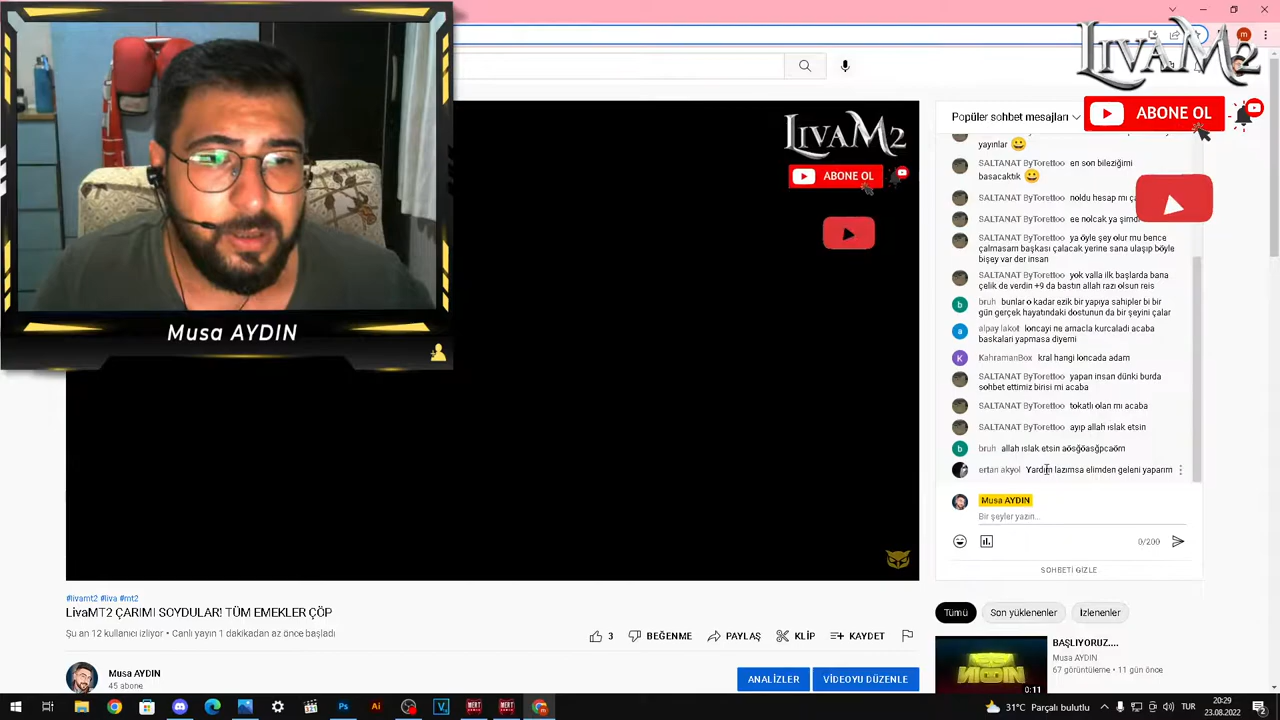 LIVAM2
ABONE OL
Musa AYDIN
LIVAM2
ABONE OL
Popüler sohbet mesajları
yayınlar 😀
SALTANAT ByTorettoo en son bileziğimi
basacaktık 😀
SALTANAT ByTorettoo noldu hesap mı
SALTANAT ByTorettoo ee nolcak ya
SALTANAT ByTorettoo ya öyle şey olur mu bence
çalmasam başkası çalacak yerine sana ulaşıp böyle
bişey var der insan
SALTANAT ByTorettoo yok valla ilk başlarda bana
çelik de verdin +9 da bastın allah razı olsun reis
bruh bunlar o kadar ezik bir yapıya sahipler bi bir
gün gerçek hayatındaki dostunun da bir şeyini çalar
alpay lakot loncayi ne amacla kurcaladi acaba
baskalari yapmasa diyemi
KahramanBox kral hangi loncada adam
SALTANAT ByTorettoo yapan insan dünki burda
sohbet ettimiz birisi mi acaba
SALTANAT ByTorettoo tokatlı olan mı acaba
SALTANAT ByTorettoo ayıp allah ıslak etsin
bruh allah ıslak etsin aösğöasğpcaöm
ertan akyol Yardım lazımsa elimden geleni yaparım
Musa AYDIN
Bir şeyler yazın...
0/200
SOHBETİ GİZLE
#livamt2 #liva #mt2
LivaMT2 ÇARIMI SOYDULAR! TÜM EMEKLER ÇÖP
Şu an 12 kullanıcı izliyor • Canlı yayın 1 dakikadan az önce başladı
3 BEĞENME PAYLAŞ KLİP KAYDET
Musa AYDIN
45 abone
ANALİZLER VİDEOYU DÜZENLE
Tümü Son yüklenenler İzlenenler
BAŞLIYORUZ....
Musa AYDIN
67 görüntüleme • 11 gün önce
0:11
31°C Parçalı bulutlu
TUR
20:29
23.08.2022